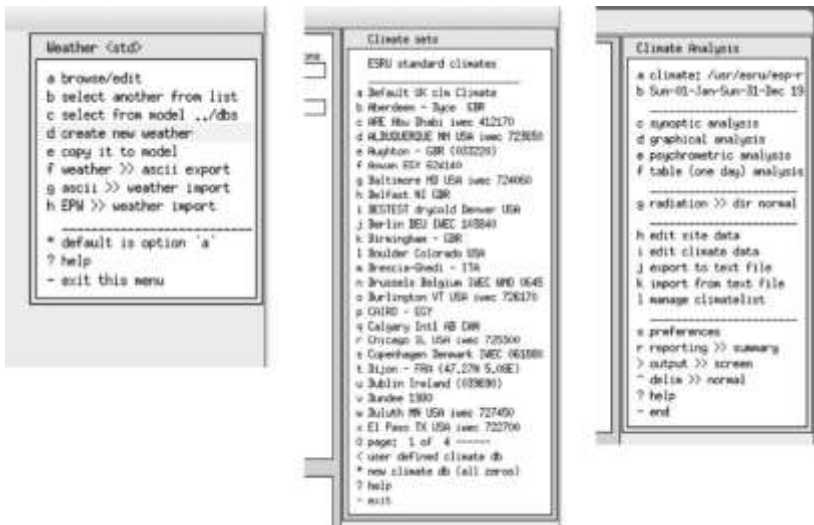 Weather (std)
a browse/edit
b select another from list
c select from model ../dbs
d create new weather
e copy it to model
f weather >> ascii export
g ascii >> weather import
h EPW >> weather import
* default is option `a`
? help
- exit this menu
Climate sets
ESRU standard climates
a Default UK clm Climate
b Aberdeen - Dyce GBR
c ARE Abu Dhabi iwec 412170
d ALBUQUERQUE NM USA iwec 723650
e Aughton - GBR (033220)
f Aswan EGY 624140
g Baltimore MD USA iwec 724060
h Belfast NI GBR
i BESTEST drycold Denver USA
j Berlin DEU IWEC 103840
k Birmingham - GBR
l Boulder Colorado USA
m Brescia-Ghedi - ITA
n Brussels Belgium IWEC WMO 0645
o Burlington VT USA iwec 726170
p CAIRO - EGY
q Calgary Intl AB CAN
r Chicago IL USA iwec 725300
s Copenhagen Denmark IWEC 061800
t Dijon - FRA (47.27N 5.08E)
u Dublin Ireland (039690)
v Dundee 1980
w Duluth MN USA iwec 727450
x El Paso TX USA iwec 722700
0 page: 1 of 4 ------
< user defined climate db
* new climate db (all zeros)
? help
- exit
Climate Analysis
a climate: /usr/esru/esp-r
b Sun-01-Jan-Sun-31-Dec 19
c synoptic analysis
d graphical analysis
e psychrometric analysis
f table (one day) analysis
g radiation >> dir normal
h edit site data
i edit climate data
j export to text file
k import from text file
l manage climatelist
s preferences
r reporting >> summary
> output >> screen
^ delim >> normal
? help
- end